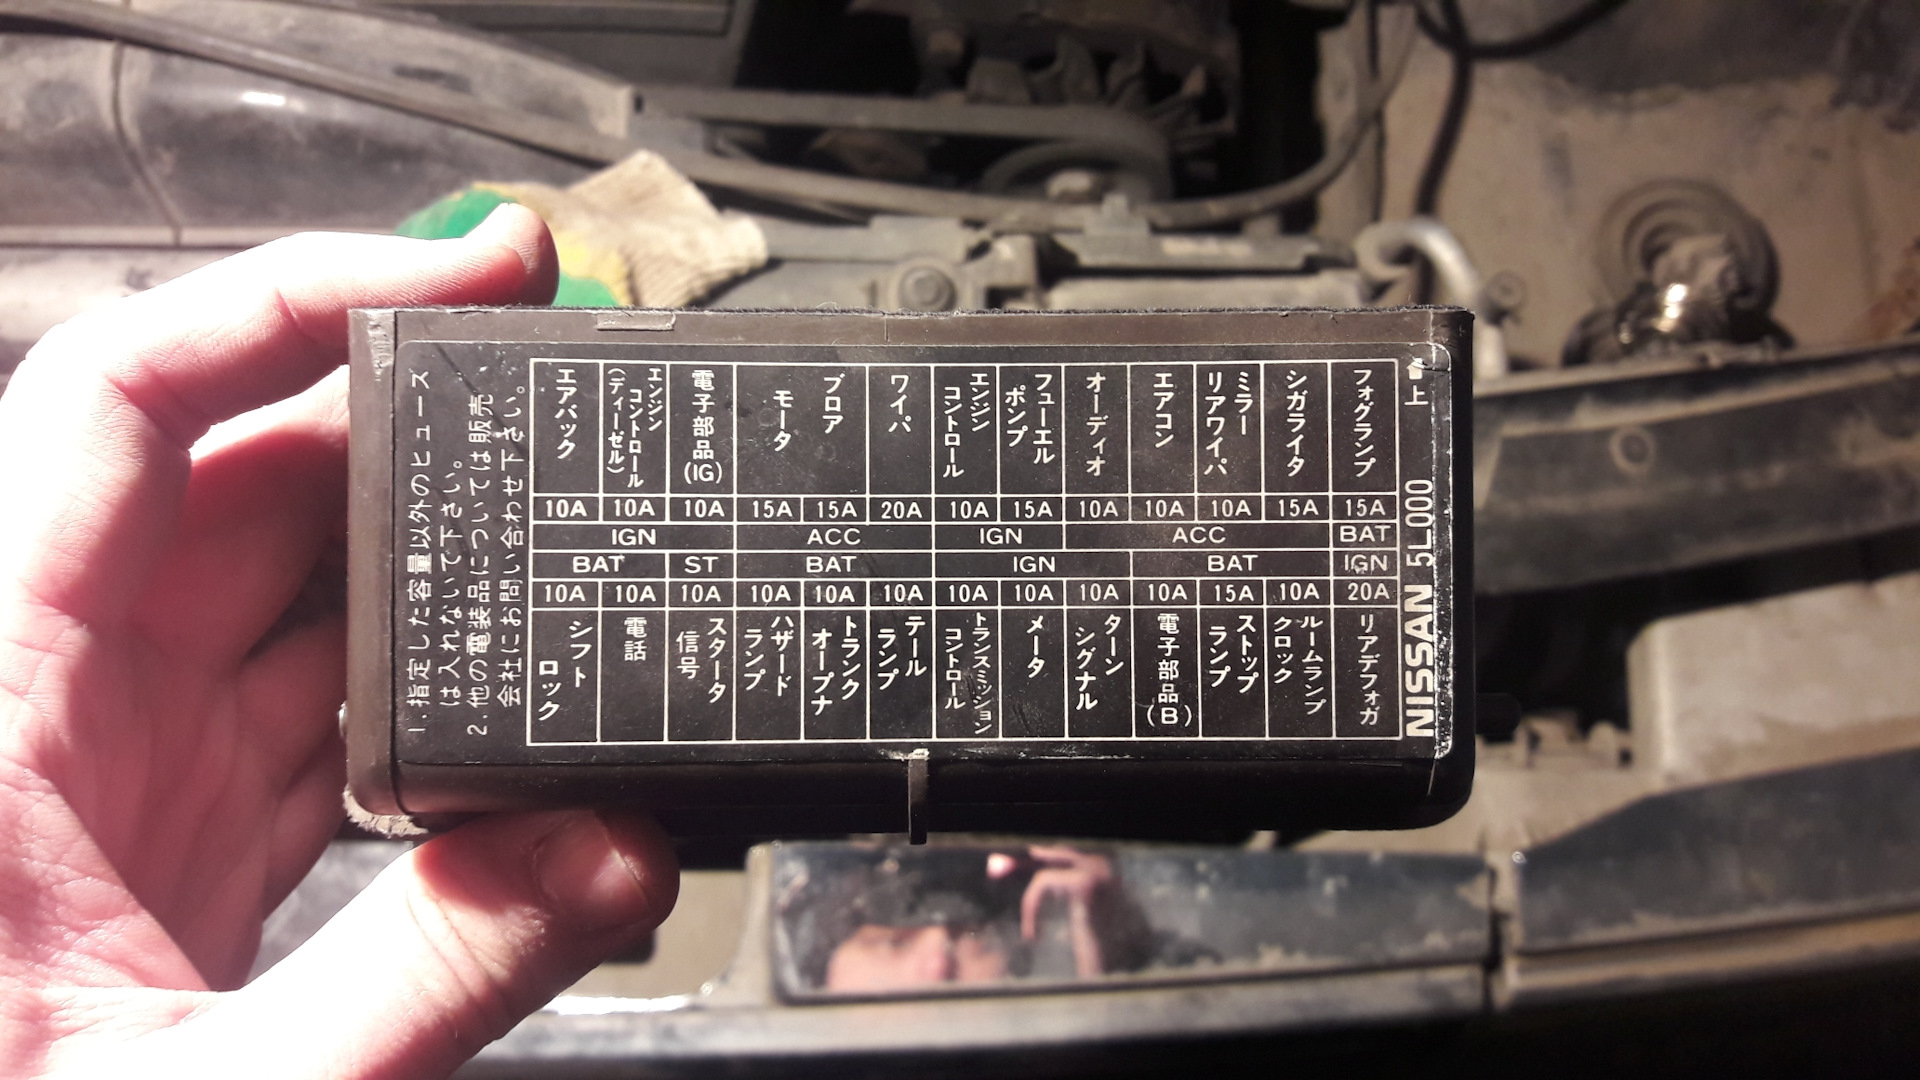 1. 指定した容量以外のヒューズ
は入れないで下さい。
2. 他の電装品については販売
会社にお問い合わせ下さい。
エアバック
エンジン
コントロール
(ディーゼル)
電子部品(IG)
ブロア
モータ
ワイパ
エンジン
コントロール
フューエル
ポンプ
オーディオ
エアコン
ミラー
リアワイパ
シガライタ
フォグランプ
10A 10A 10A 15A 15A 20A 10A 15A 10A 10A 10A 15A 15A
IGN ACC IGN ACC BAT
BAT ST BAT IGN BAT IGN
10A 10A 10A 10A 10A 10A 10A 10A 10A 10A 15A 10A 20A
シフト
ロック
電話
スタータ
信号
ハザード
ランプ
トランク
オープナ
テール
ランプ
トランスミッション
コントロール
メータ
ターン
シグナル
電子部品(B)
ストップ
ランプ
ルームランプ
クロック
リアデフォガ
上
NISSAN 5L000